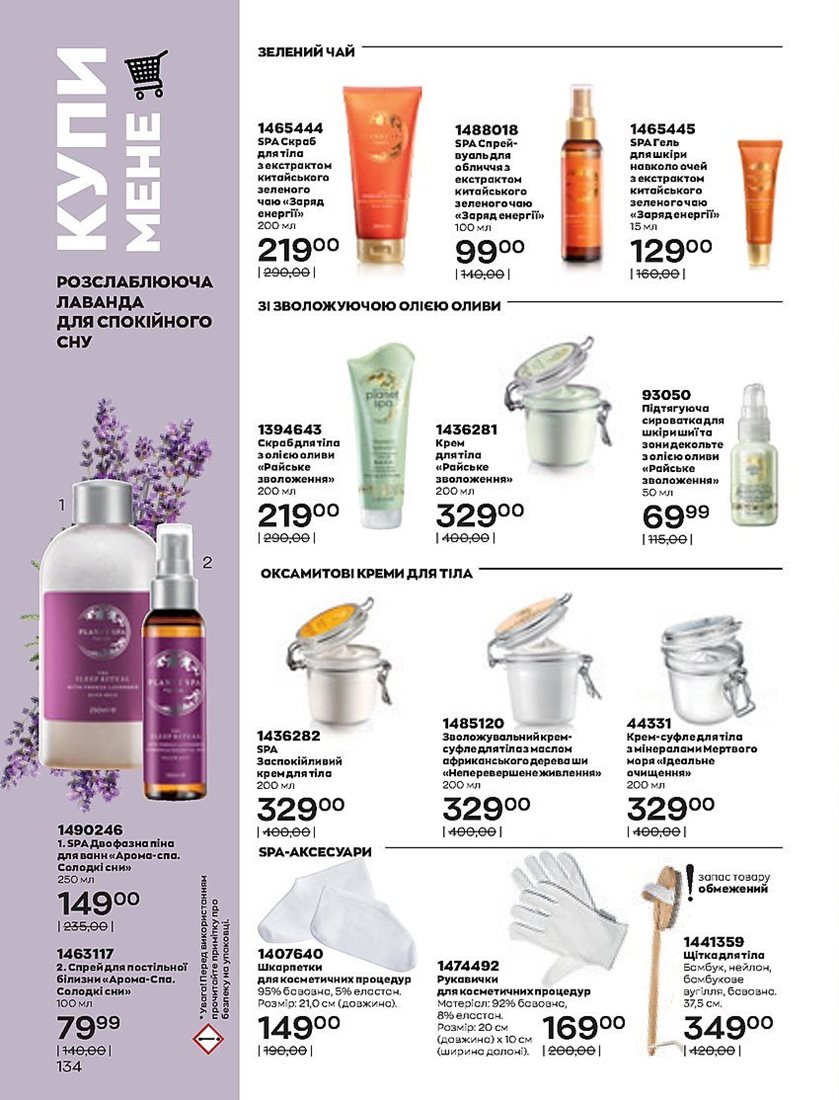 КУПИ
МЕНЕ
РОЗСЛАБЛЮЮЧА
ЛАВАНДА
ДЛЯ СПОКІЙНОГО
СНУ
1
2
PLANET SPA
THE
SLEEP RITUAL
PLANET SPA
1490246
1. SPA Двофазна піна
для ванн «Арома-спа.
Солодкі сни»
250 мл
14900
|235,00|
1463117
2. Спрей для постільної
білизни «Арома-Спа.
Солодкі сни»
100 мл
7999
|140,00|
134
* Увага! Перед використанням
прочитайте примітку про
безпеку на упаковці.
ЗЕЛЕНИЙ ЧАЙ
1465444
SPA Скраб
для тіла
з екстрактом
китайського
зеленого
чаю «Заряд
енергії»
200 мл
21900
|290,00|
1488018
SPA Спрей-
вуаль для
обличчя з
екстрактом
китайського
зеленого чаю
«Заряд енергії»
100 мл
9900
|140,00|
1465445
SPA Гель
для шкіри
навколо очей
з екстрактом
китайського
зеленого чаю
«Заряд енергії»
15 мл
12900
|160,00|
ЗІ ЗВОЛОЖУЮЧОЮ ОЛІЄЮ ОЛИВИ
1394643
Скраб для тіла
з олією оливи
«Райське
зволоження»
200 мл
21900
|290,00|
planet
spa
1436281
Крем
для тіла
«Райське
зволоження»
200 мл
32900
|400,00|
93050
Підтягуюча
сироватка для
шкіри шиї та
зони декольте
з олією оливи
«Райське
зволоження»
50 мл
6999
|115,00|
ОКСАМИТОВІ КРЕМИ ДЛЯ ТІЛА
1436282
SPA
Заспокійливий
крем для тіла
200 мл
32900
|400,00|
1485120
Зволожувальний крем-
суфле для тіла з маслом
африканського дерева ши
«Неперевершене живлення»
200 мл
32900
|400,00|
44331
Крем-суфле для тіла
з мінералами Мертвого
моря «Ідеальне
очищення»
200 мл
32900
|400,00|
SPA-АКСЕСУАРИ
1407640
Шкарпетки
для косметичних процедур
95% бавовна, 5% еластан.
Розмір: 21,0 см (довжина).
14900
|190,00|
1474492
Рукавички
для косметичних процедур
Матеріал: 92% бавовна,
8% еластан.
Розмір: 20 см
(довжина) х 10 см
(ширина долоні).
16900
|200,00|
! запас товару
обмежений
1441359
Щітка для тіла
Бамбук, нейлон,
бамбукове
вугілля, бавовна.
37,5 см.
34900
|420,00|